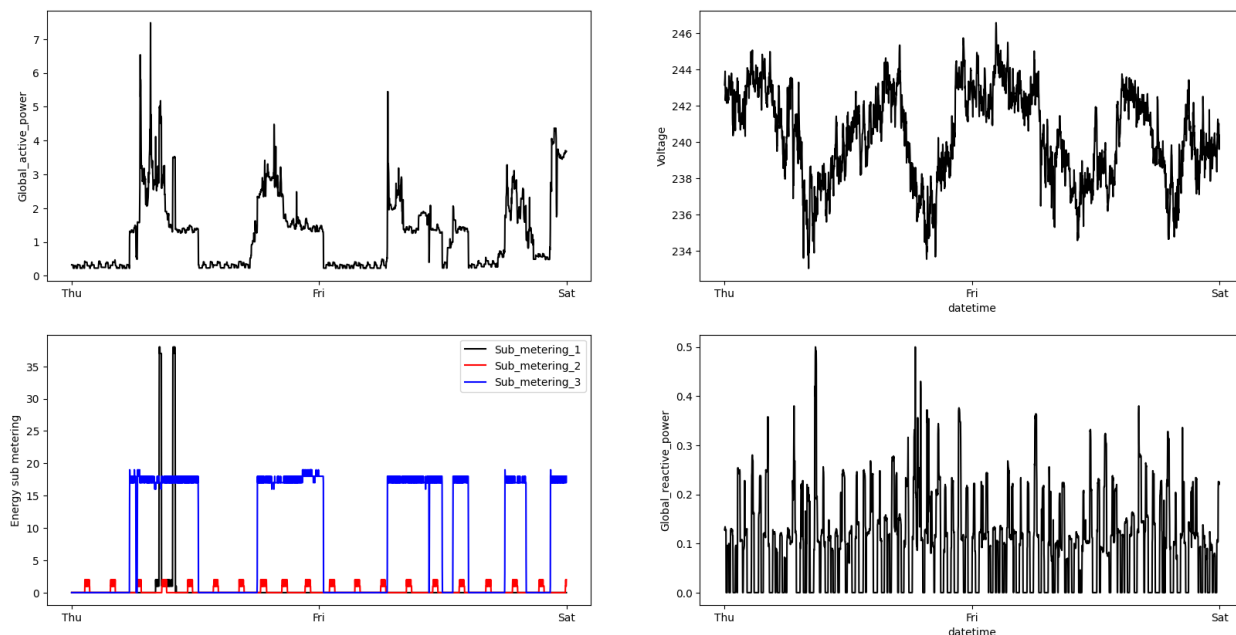 Global_active_power
7
6
5
4
3
2
1
0
Thu
Fri
Sat
Voltage
246
244
242
240
238
236
234
Thu
Fri
Sat
datetime
Energy sub metering
35
30
25
20
15
10
5
0
Sub_metering_1
Sub_metering_2
Sub_metering_3
Thu
Fri
Sat
Global_reactive_power
0.5
0.4
0.3
0.2
0.1
0.0
Thu
Fri
Sat
datetime